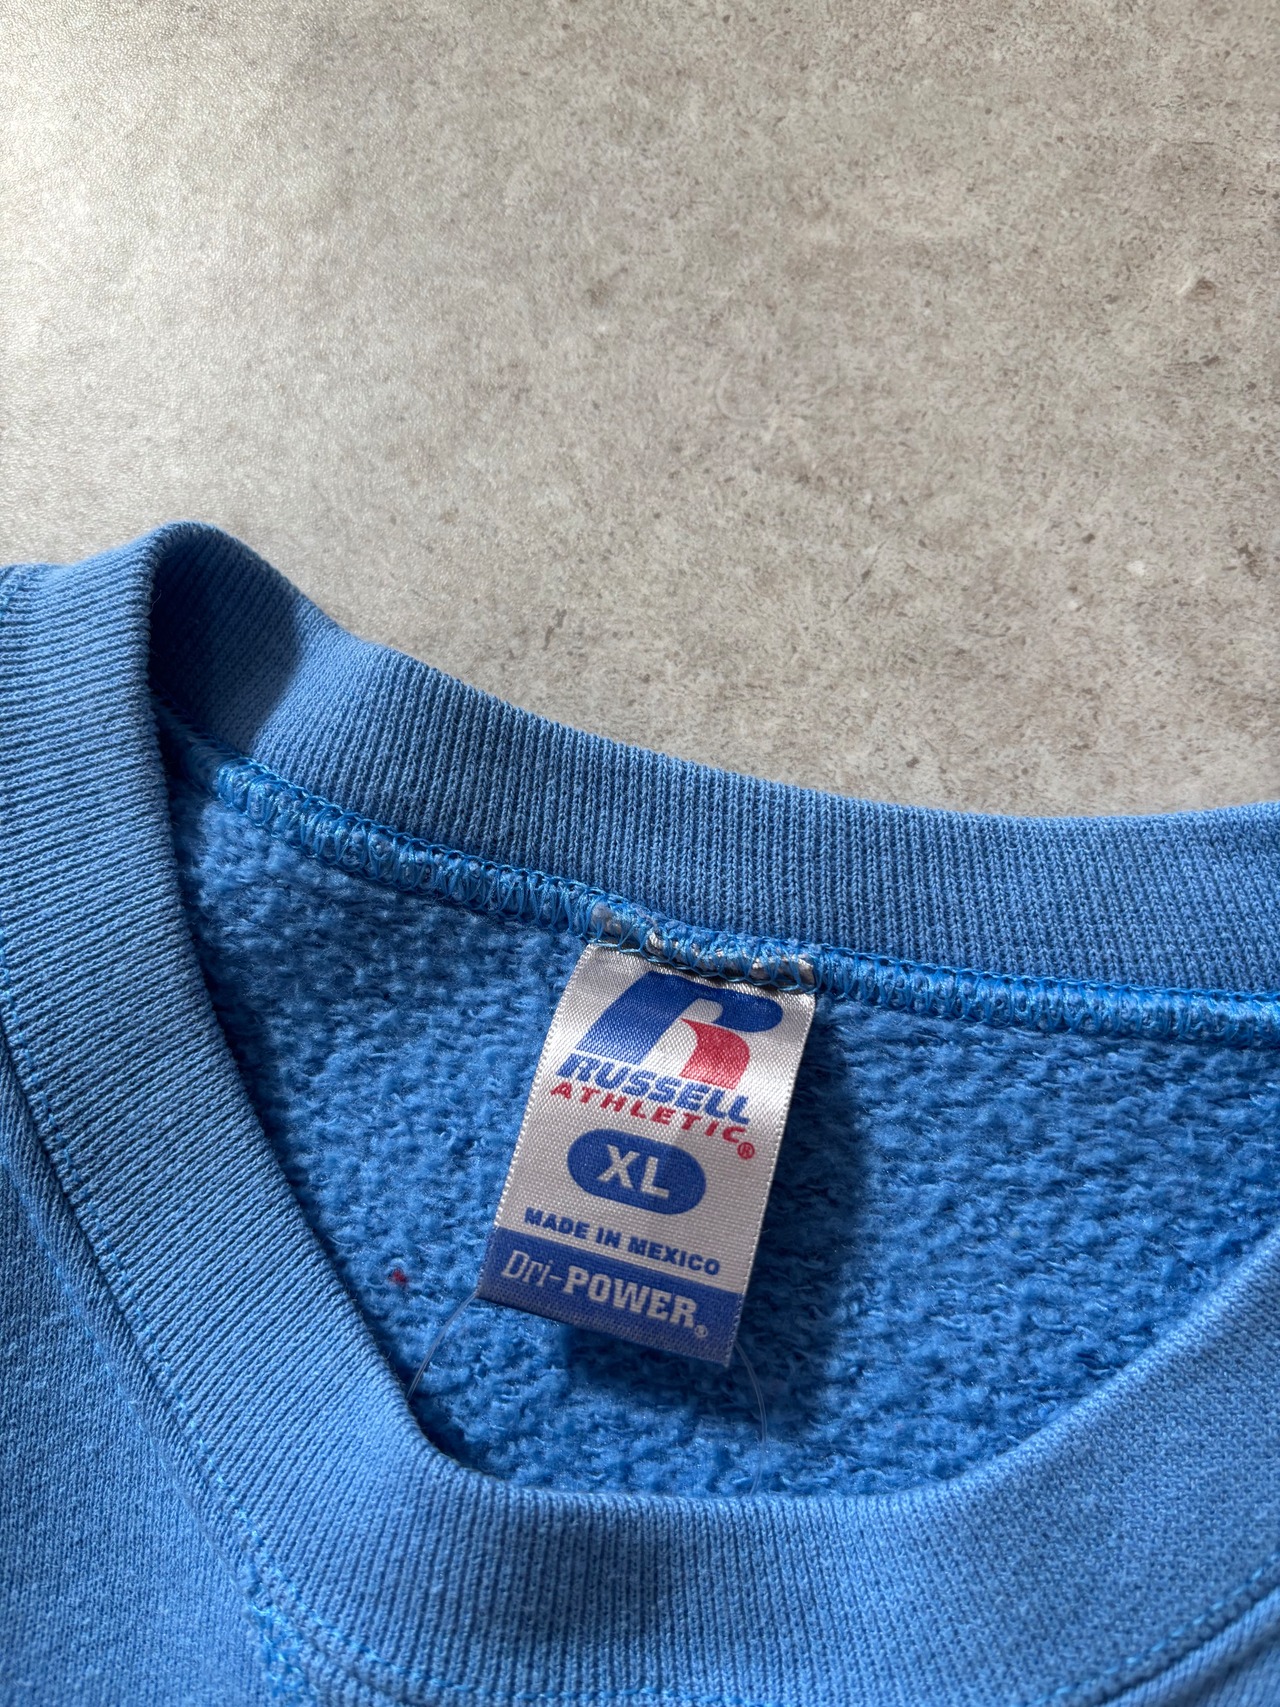 RUSSELL
ATHLETIC®
XL
MADE IN MEXICO
Dri-POWER®